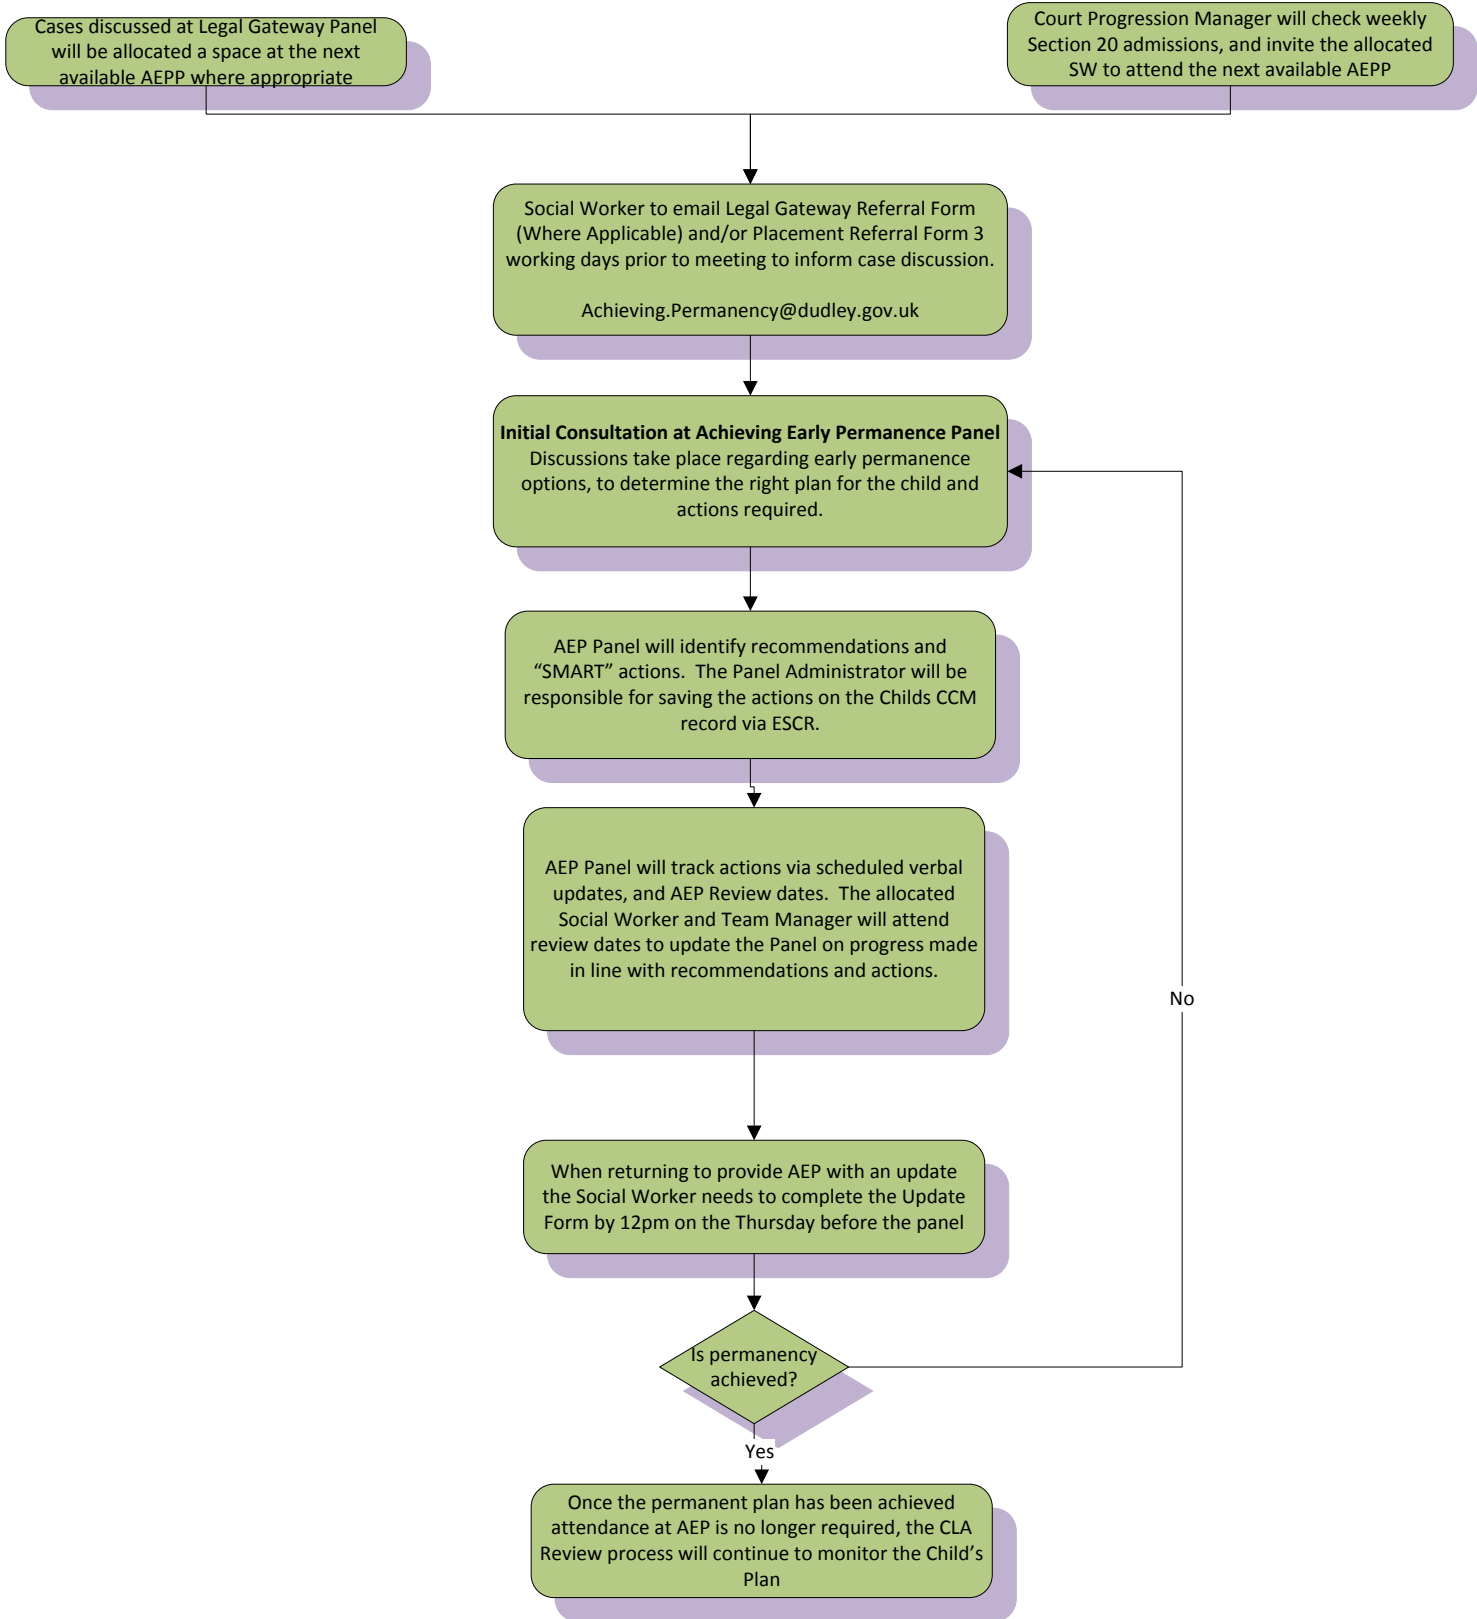 Cases discussed at Legal Gateway Panel
will be allocated a space at the next
available AEPP where appropriate
Court Progression Manager will check weekly
Section 20 admissions, and invite the allocated
SW to attend the next available AEPP
Social Worker to email Legal Gateway Referral Form
(Where Applicable) and/or Placement Referral Form 3
working days prior to meeting to inform case discussion.
Achieving.Permanency@dudley.gov.uk
Initial Consultation at Achieving Early Permanence Panel
Discussions take place regarding early permanence
options, to determine the right plan for the child and
actions required.
AEP Panel will identify recommendations and
“SMART” actions.  The Panel Administrator will be
responsible for saving the actions on the Childs CCM
record via ESCR.
AEP Panel will track actions via scheduled verbal
updates, and AEP Review dates.  The allocated
Social Worker and Team Manager will attend
review dates to update the Panel on progress made
in line with recommendations and actions.
No
When returning to provide AEP with an update
the Social Worker needs to complete the Update
Form by 12pm on the Thursday before the panel
Is permanency
achieved?
Yes
Once the permanent plan has been achieved
attendance at AEP is no longer required, the CLA
Review process will continue to monitor the Child’s
Plan